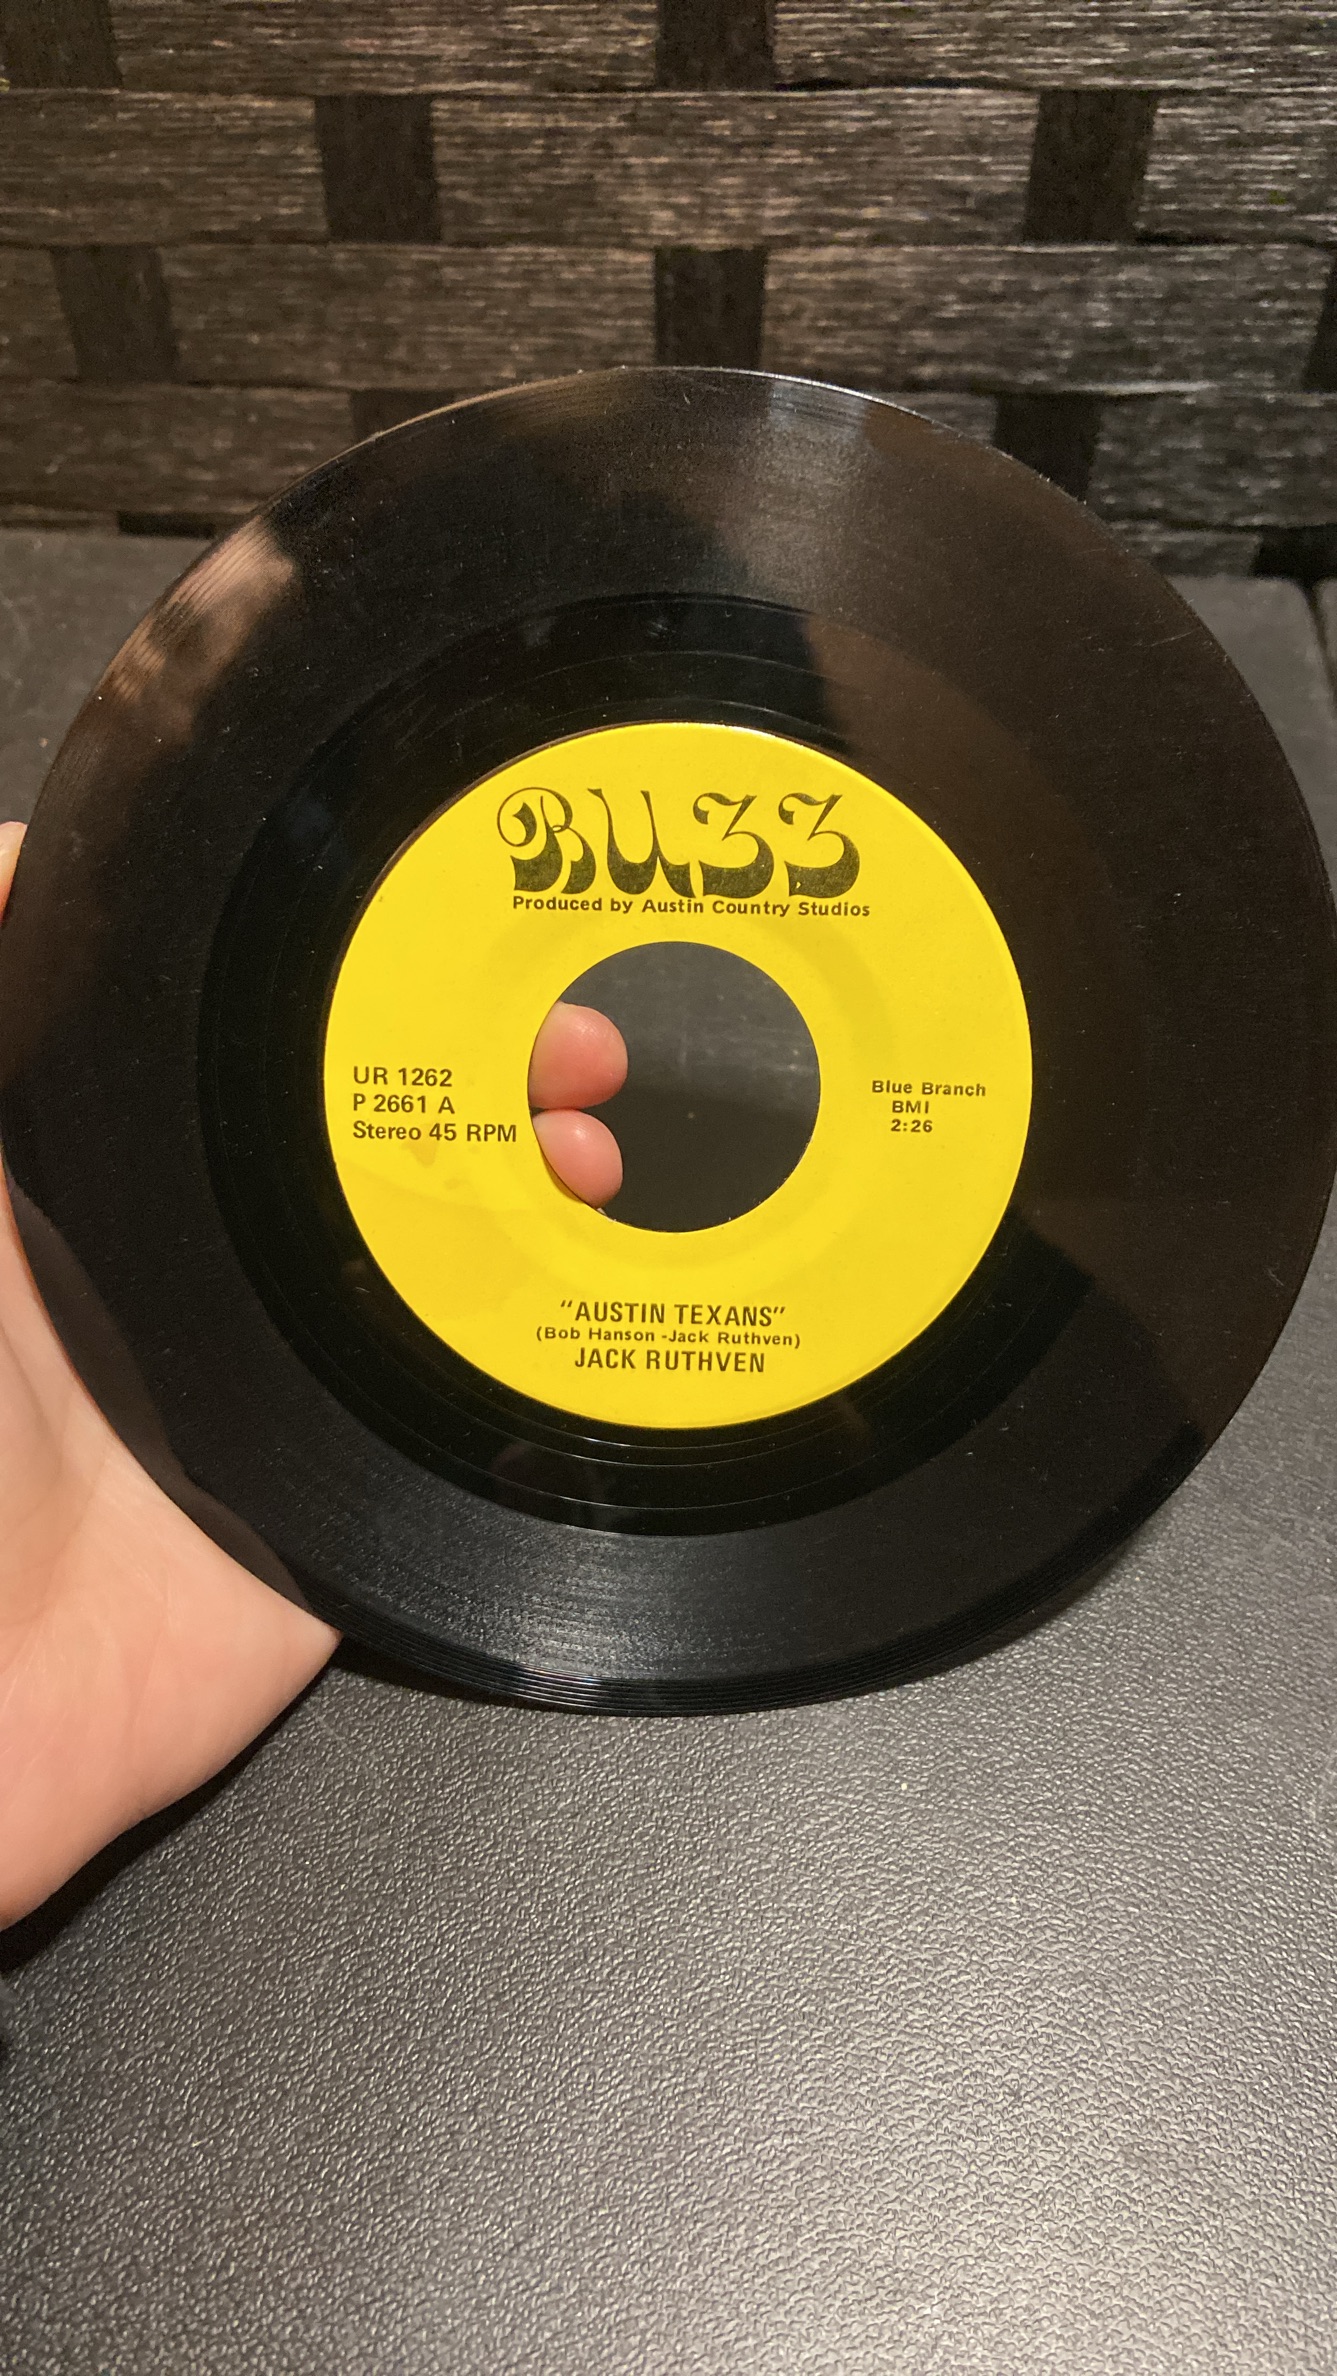 BUZZ
Produced by Austin Country Studios
UR 1262
P 2661 A
Stereo 45 RPM
Blue Branch
BMI
2:26
"AUSTIN TEXANS"
(Bob Hanson -Jack Ruthven)
JACK RUTHVEN